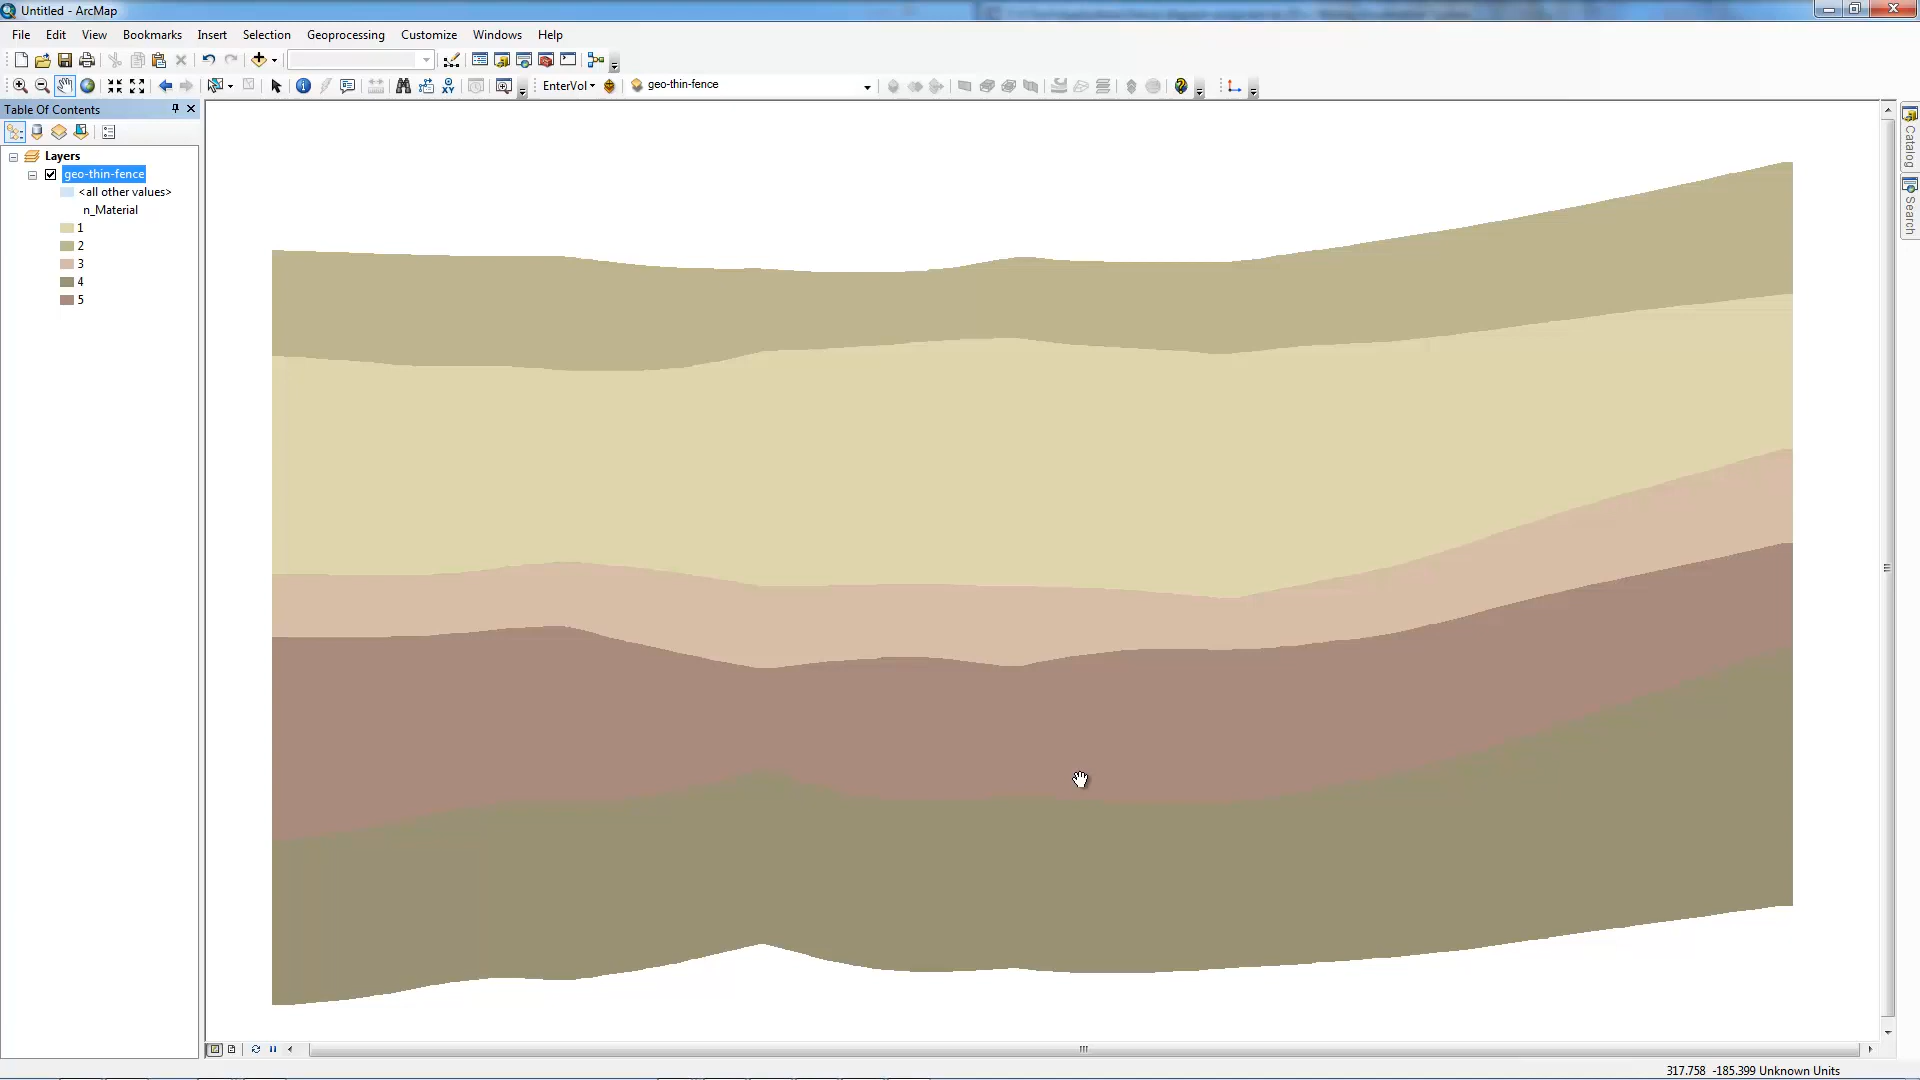 Untitled - ArcMap
File Edit View Bookmarks Insert Selection Geoprocessing Customize Windows Help
EnterVol geo-thin-fence
Table Of Contents
Layers
geo-thin-fence
<all other values>
n_Material
1
2
3
4
5
Catalog
Search
317.758 -185.399 Unknown Units